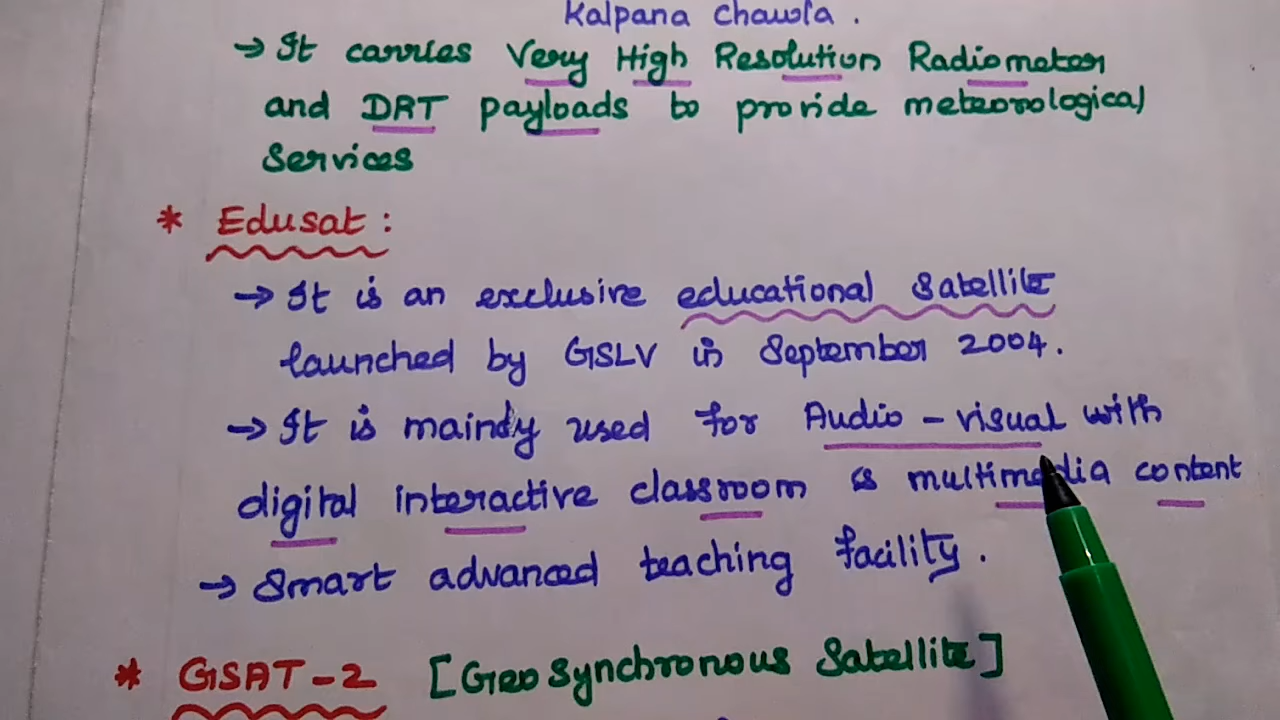 Kalpana Chawla.
→ It carries Very High Resolution Radiometer
and DRT payloads to provide meteorological
Services
* Edusat :
→ It is an exclusive educational Satellite
launched by GSLV in September 2004.
→ It is mainly used for Audio - visual with
digital interactive classroom is multimedia content
→ Smart advanced teaching facility.
* GSAT - 2 [Geo Synchronous Satellite]